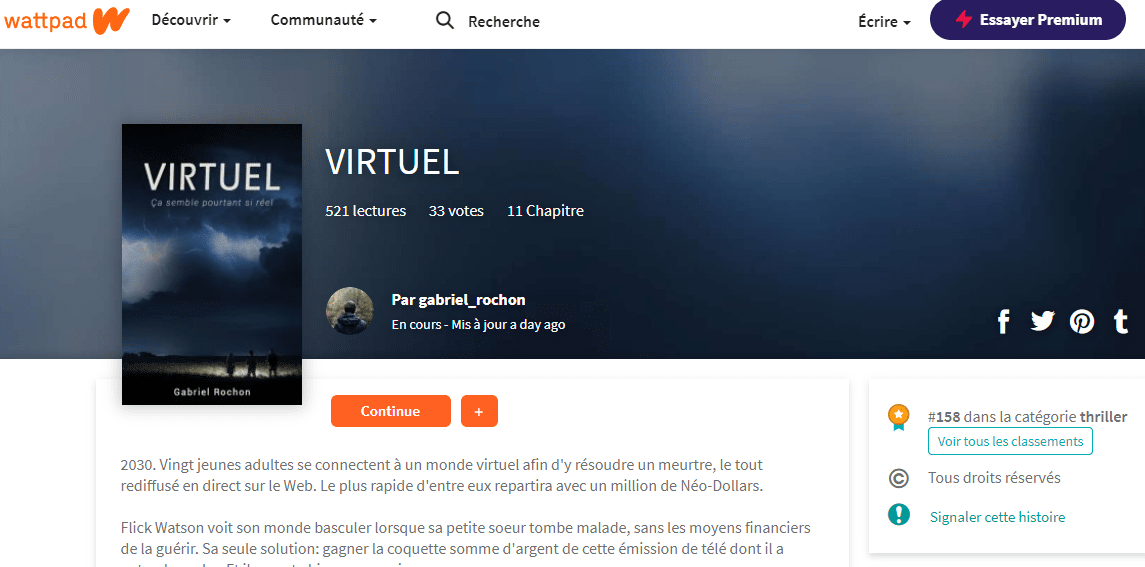 wattpad
Découvrir
Communauté
Recherche
Écrire
Essayer Premium
VIRTUEL
Ça semble pourtant si réel
Gabriel Rochon
VIRTUEL
521 lectures 33 votes 11 Chapitre
Par gabriel_rochon
En cours - Mis à jour a day ago
Continue
+
2030. Vingt jeunes adultes se connectent à un monde virtuel afin d'y résoudre un meurtre, le tout
rediffusé en direct sur le Web. Le plus rapide d'entre eux repartira avec un million de Néo-Dollars.
Flick Watson voit son monde basculer lorsque sa petite soeur tombe malade, sans les moyens financiers
de la guérir. Sa seule solution: gagner la coquette somme d'argent de cette émission de télé dont il a
#158 dans la catégorie thriller
Voir tous les classements
Tous droits réservés
Signaler cette histoire